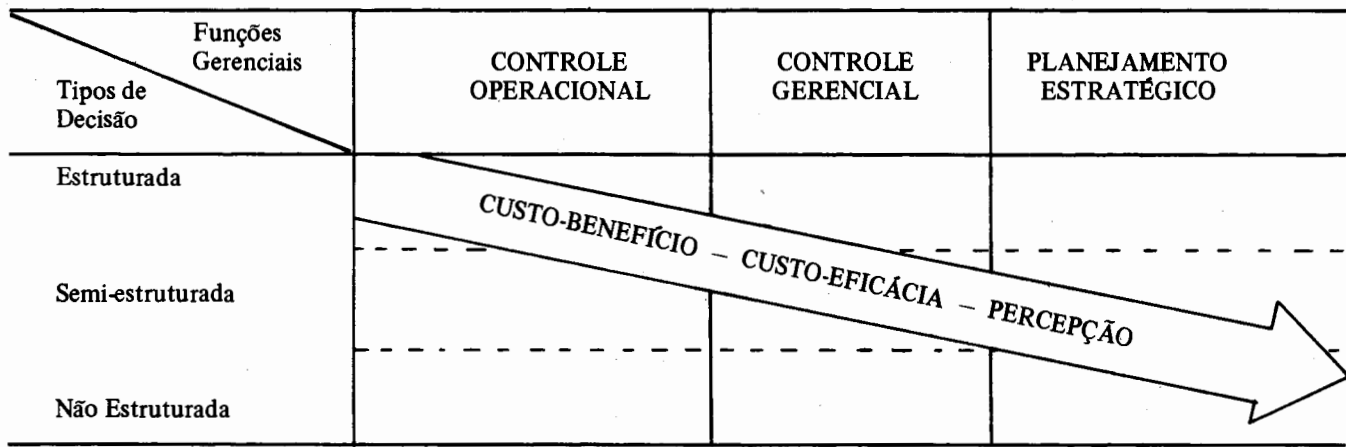 Funções
Gerenciais
Tipos de
Decisão
CONTROLE
OPERACIONAL
CONTROLE
GERENCIAL
PLANEJAMENTO
ESTRATÉGICO
Estruturada
CUSTO-BENEFÍCIO – CUSTO-EFICÁCIA – PERCEPÇÃO
Semi-estruturada
Não Estruturada